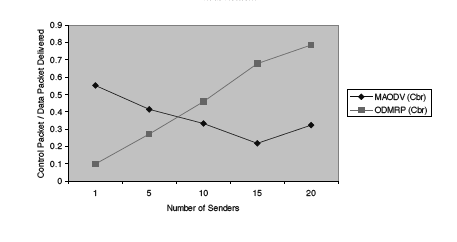 Control Packet / Data Packet Delivered
0.9
0.8
0.7
0.6
0.5
0.4
0.3
0.2
0.1
0
1 5 10 15 20
Number of Senders
MAODV (Cbr)
ODMRP (Cbr)